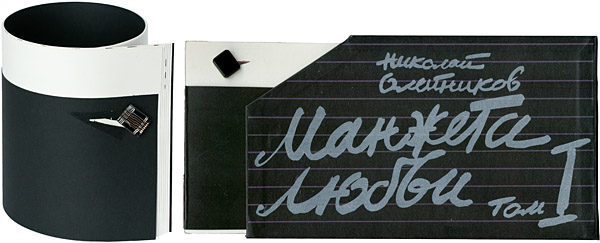 Николай
Олейников
Манжета
Любви том I